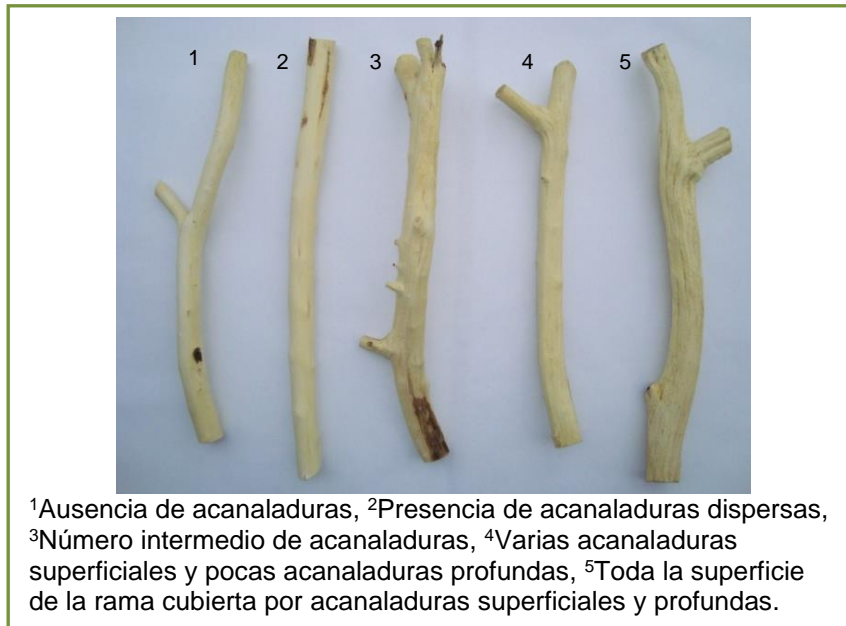 1 2 3 4 5
¹Ausencia de acanaladuras, ²Presencia de acanaladuras dispersas,
³Número intermedio de acanaladuras, ⁴Varias acanaladuras
superficiales y pocas acanaladuras profundas, ⁵Toda la superficie
de la rama cubierta por acanaladuras superficiales y profundas.